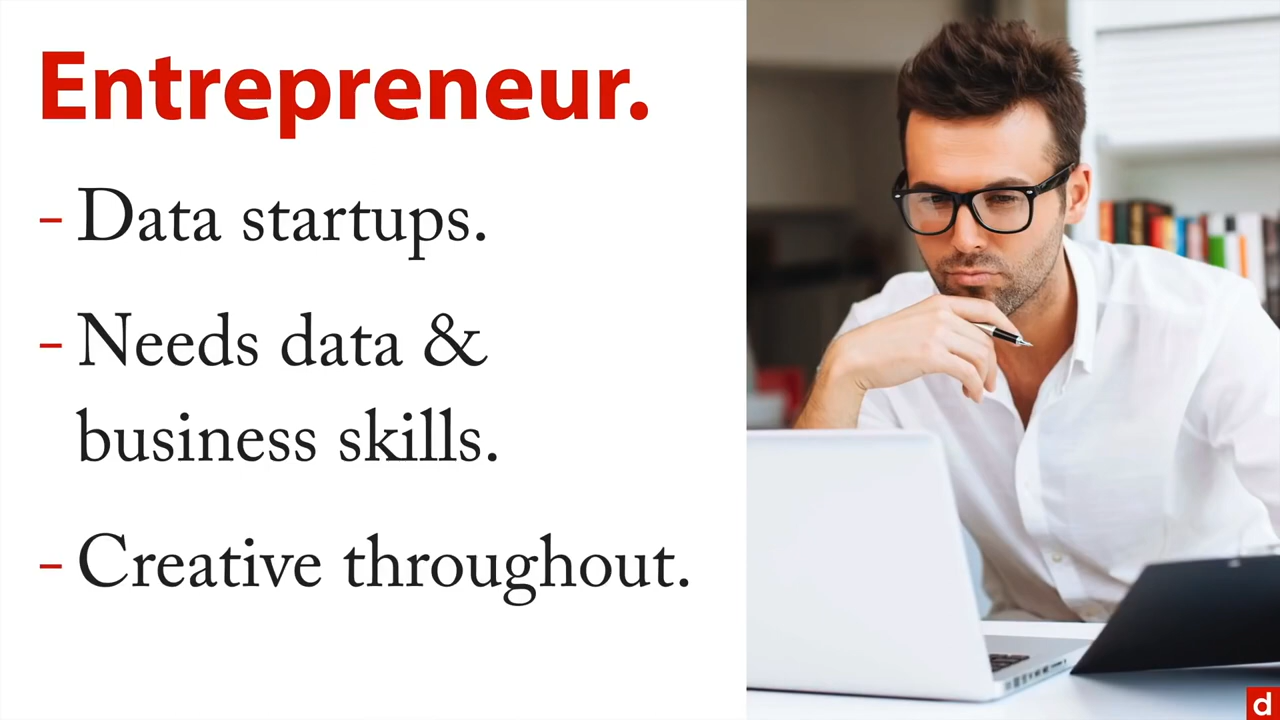 Entrepreneur.
- Data startups.
- Needs data &
business skills.
- Creative throughout.
d